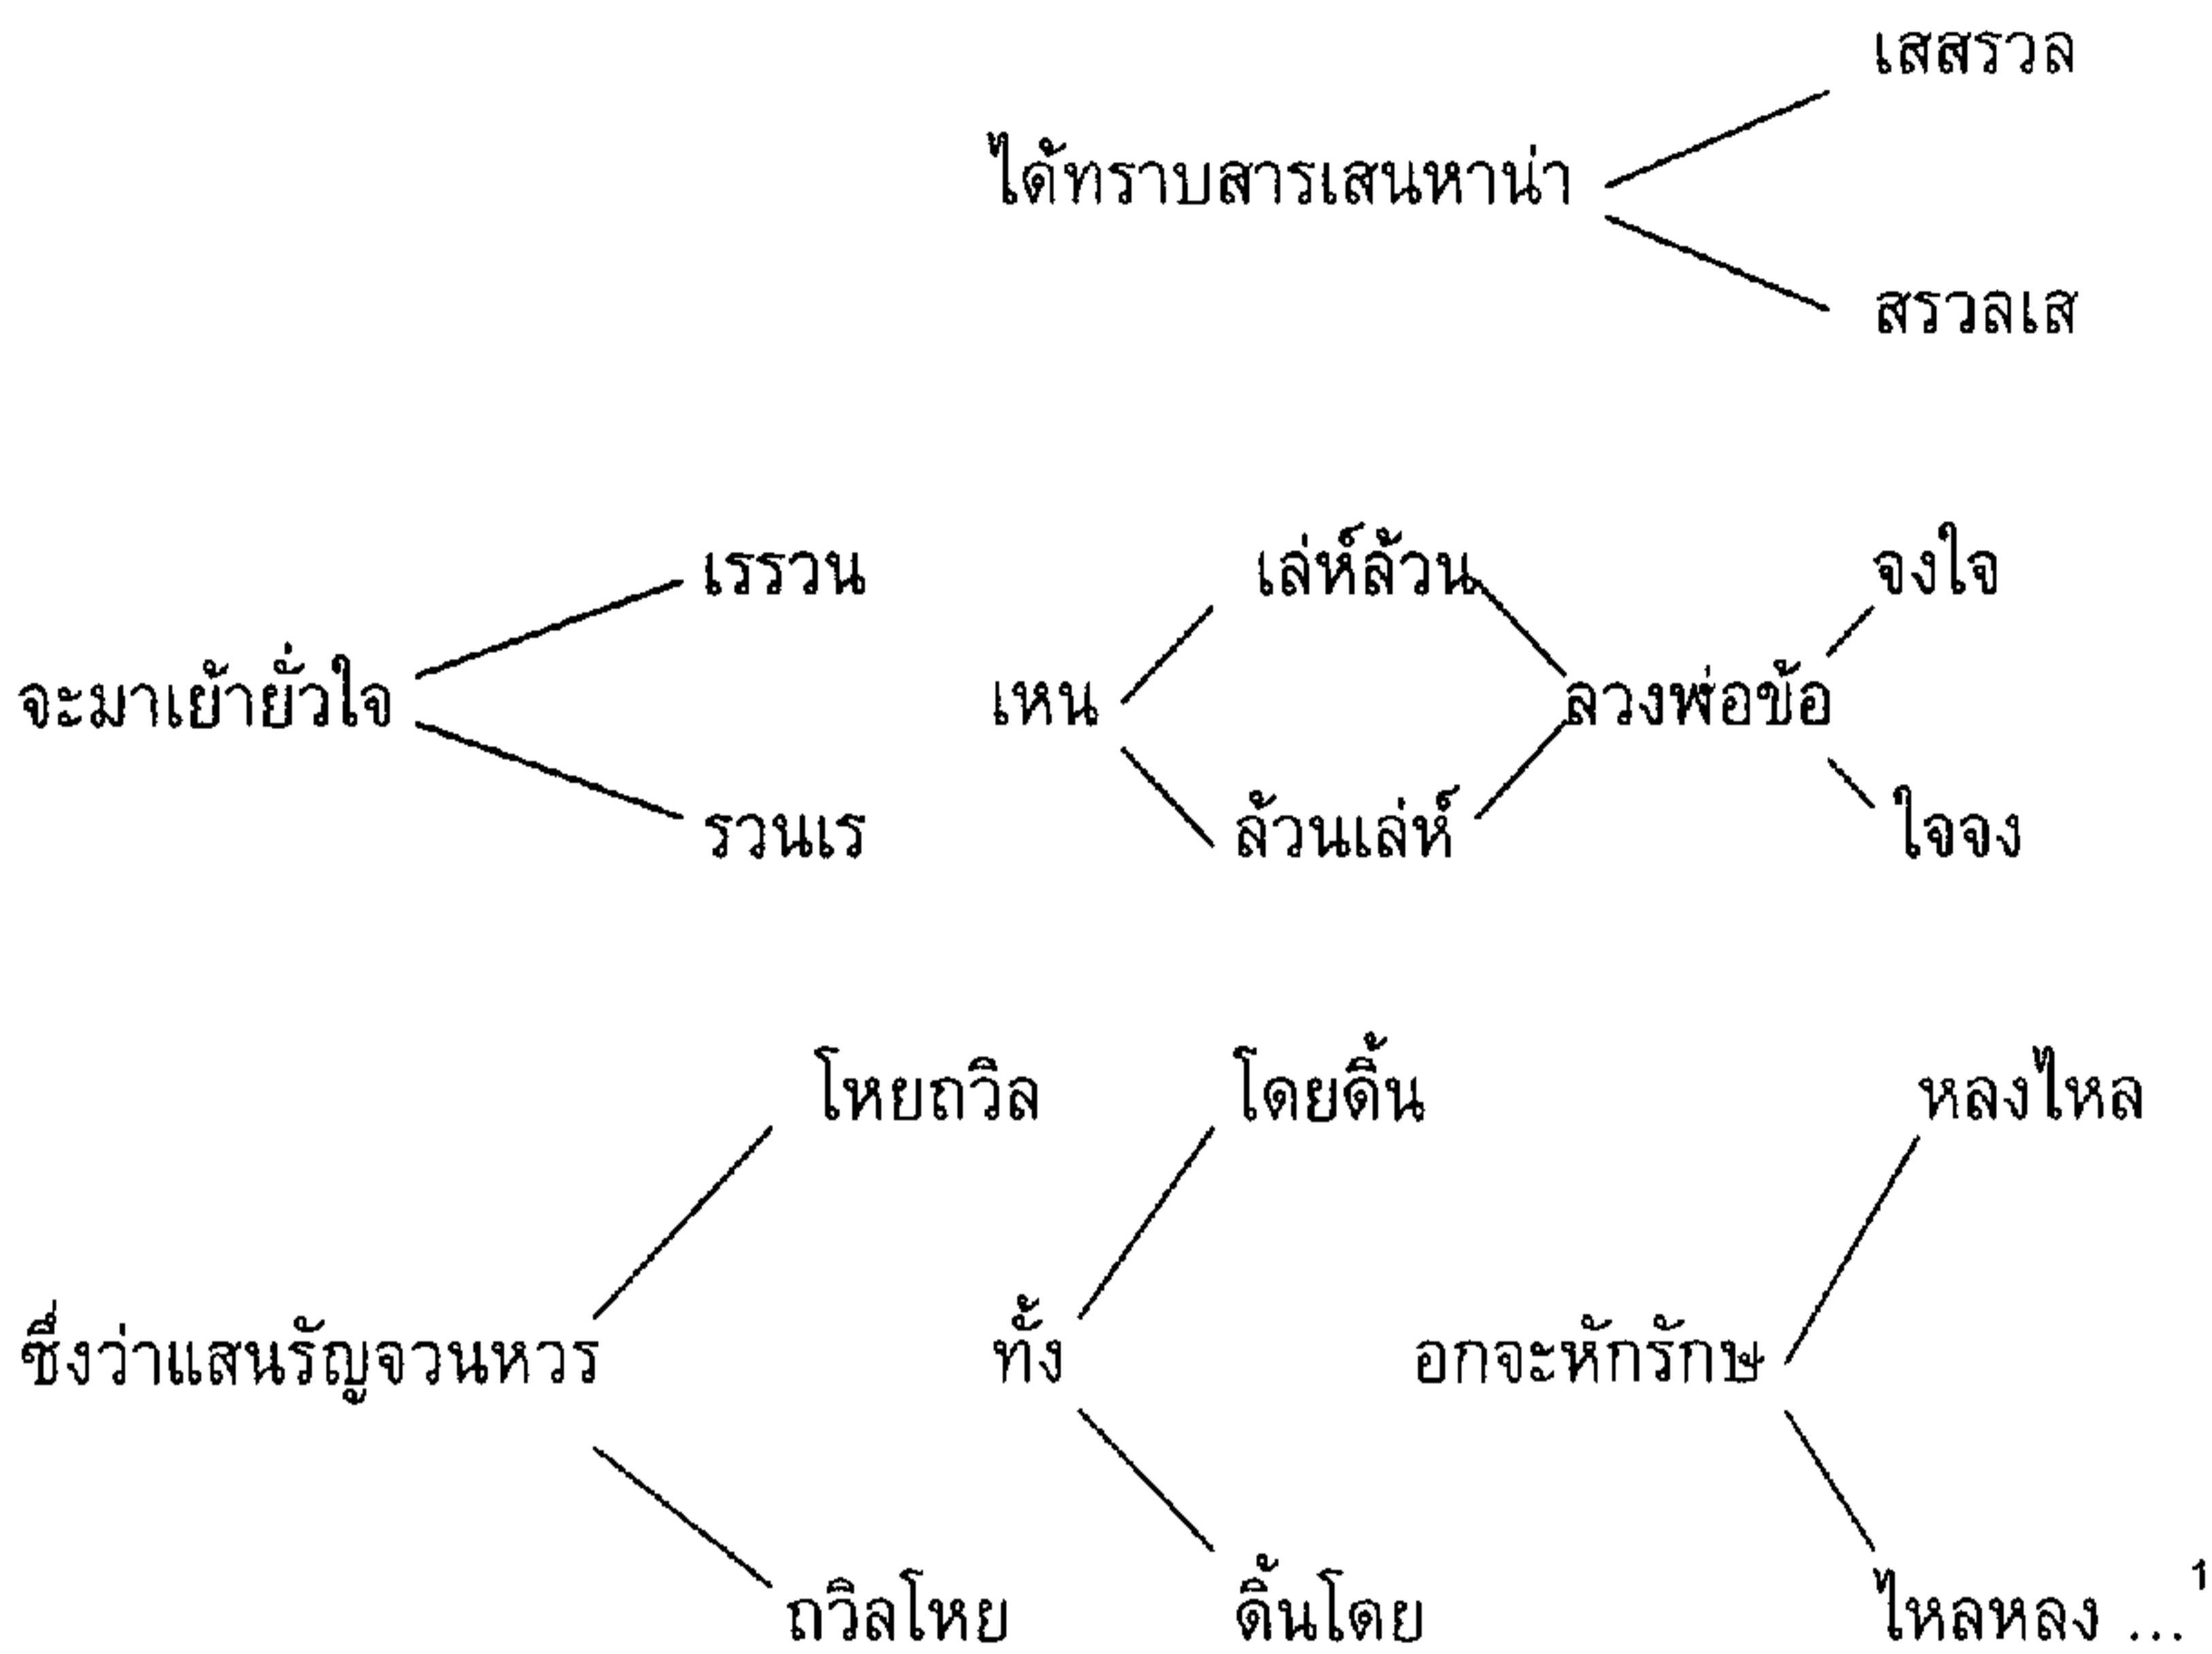 เสสรวล
ได้ทราบสารเสนหาน่า
สรวลเส
เรรวน เล่ห์ล้วน จงใจ
จะมาเย้ายั่วใจ เหน ลวงพ่อข้อ
รวนเร ล้วนเล่ห์ ใจจง
โหยถวิล โดยดิ้น หลงไหล
ซึ่งว่าแสนรัญจวนหวร ทั้ง อกจะหักรักษ
ถวิลโหย ดิ้นโดย ไหลหลง ... 1